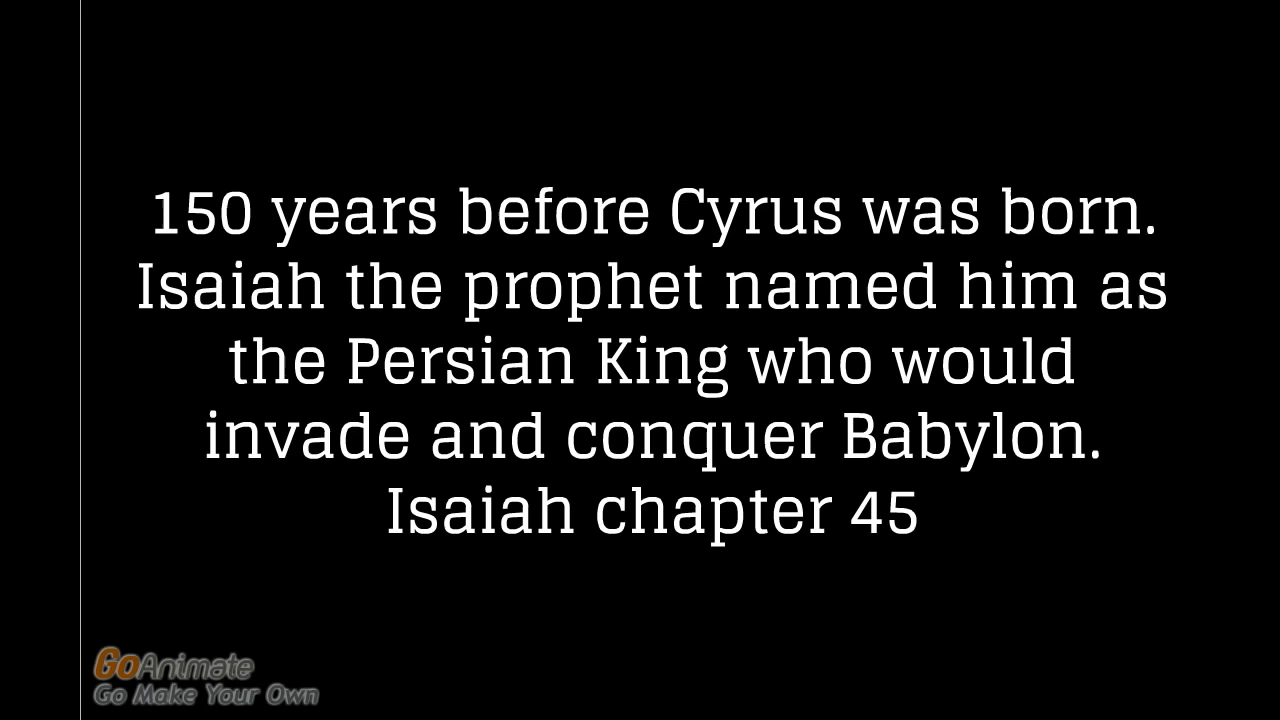 150 years before Cyrus was born.
Isaiah the prophet named him as
the Persian King who would
invade and conquer Babylon.
Isaiah chapter 45
GoAnimate
Go Make Your Own